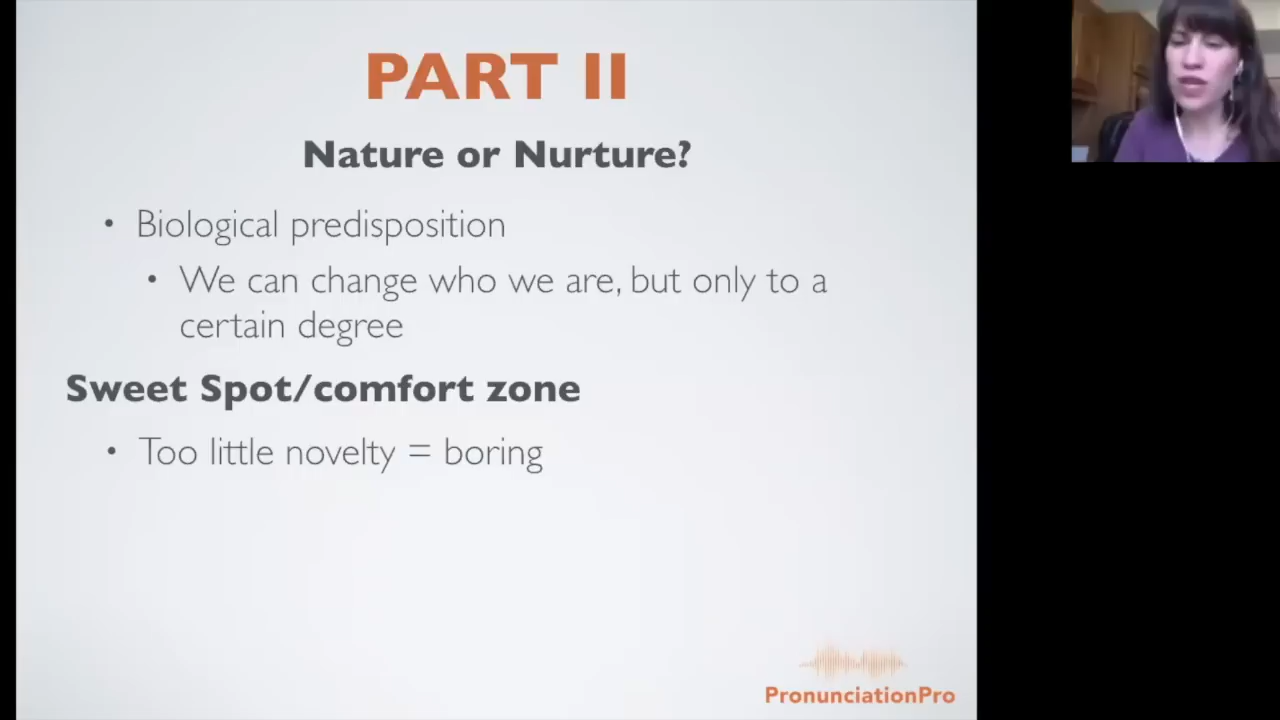 PART II
Nature or Nurture?
• Biological predisposition
• We can change who we are, but only to a
certain degree
Sweet Spot/comfort zone
• Too little novelty = boring
PronunciationPro